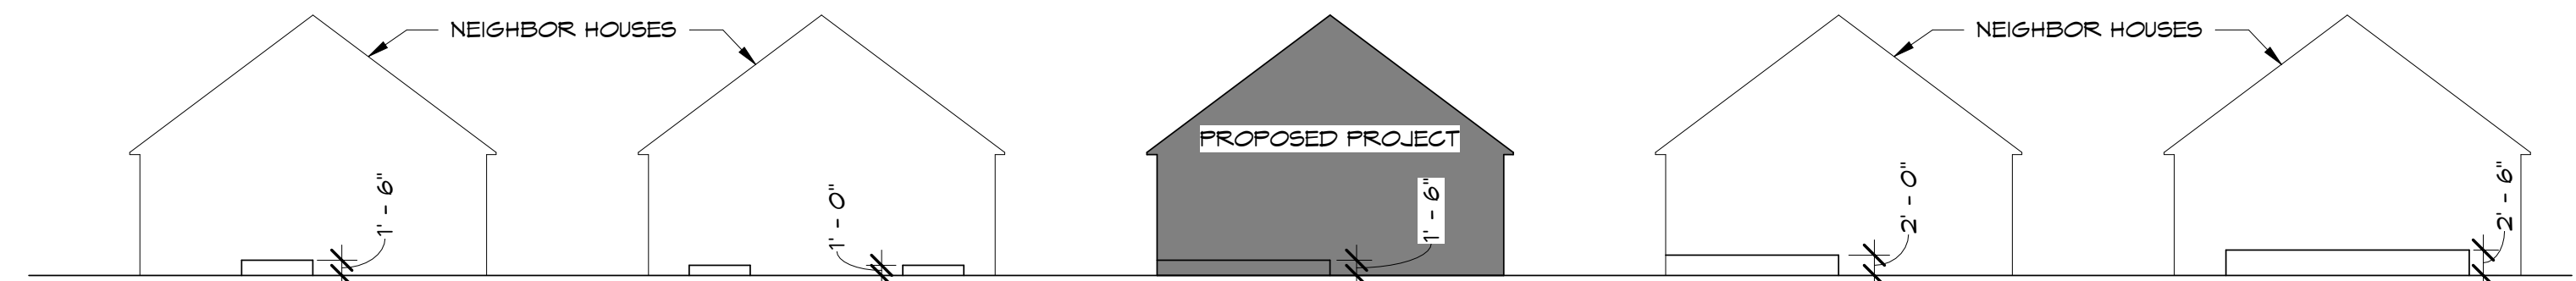 NEIGHBOR HOUSES
NEIGHBOR HOUSES
PROPOSED PROJECT
1' - 6"
1' - 0"
1' - 6"
2' - 0"
2' - 6"